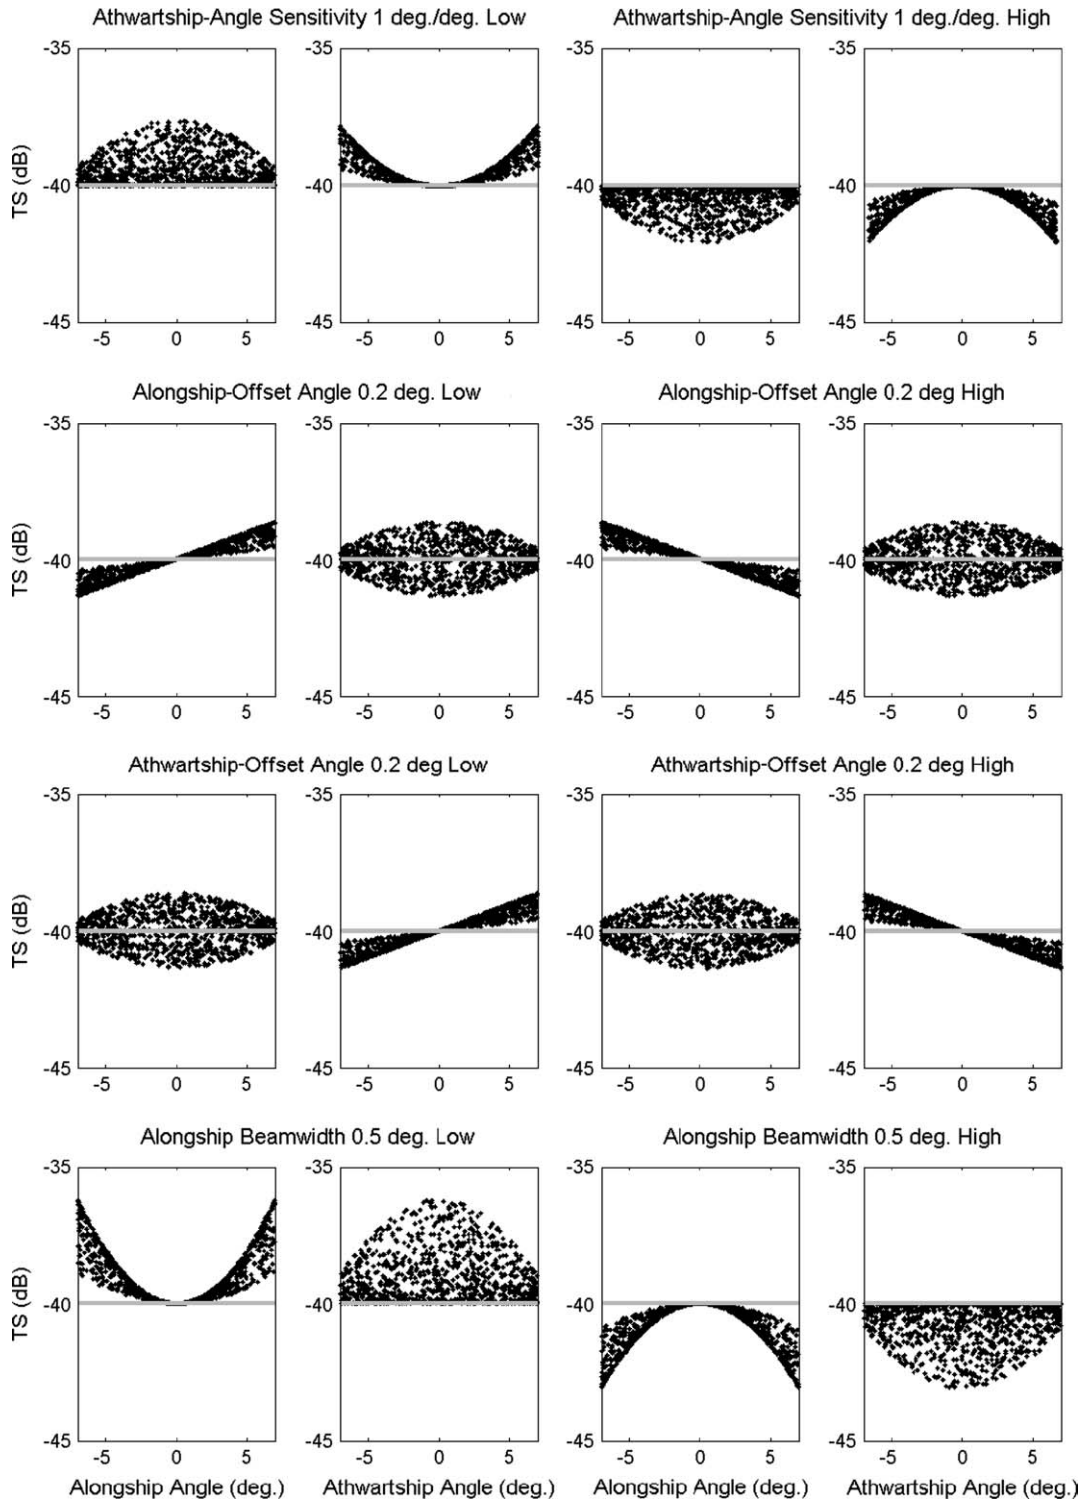 Athwartship-Angle Sensitivity 1 deg./deg. Low
Athwartship-Angle Sensitivity 1 deg./deg. High
-35 -35 -35 -35
TS (dB)
-40 -40 -40 -40
-45 -45 -45 -45
-5 0 5 -5 0 5 -5 0 5 -5 0 5
Alongship-Offset Angle 0.2 deg. Low
Alongship-Offset Angle 0.2 deg High
-35 -35 -35 -35
TS (dB)
-40 -40 -40 -40
-45 -45 -45 -45
-5 0 5 -5 0 5 -5 0 5 -5 0 5
Athwartship-Offset Angle 0.2 deg Low
Athwartship-Offset Angle 0.2 deg High
-35 -35 -35 -35
TS (dB)
-40 -40 -40 -40
-45 -45 -45 -45
-5 0 5 -5 0 5 -5 0 5 -5 0 5
Alongship Beamwidth 0.5 deg. Low
Alongship Beamwidth 0.5 deg. High
-35 -35 -35 -35
TS (dB)
-40 -40 -40 -40
-45 -45 -45 -45
-5 0 5 -5 0 5 -5 0 5 -5 0 5
Alongship Angle (deg.) Athwartship Angle (deg.) Alongship Angle (deg.) Athwartship Angle (deg.)